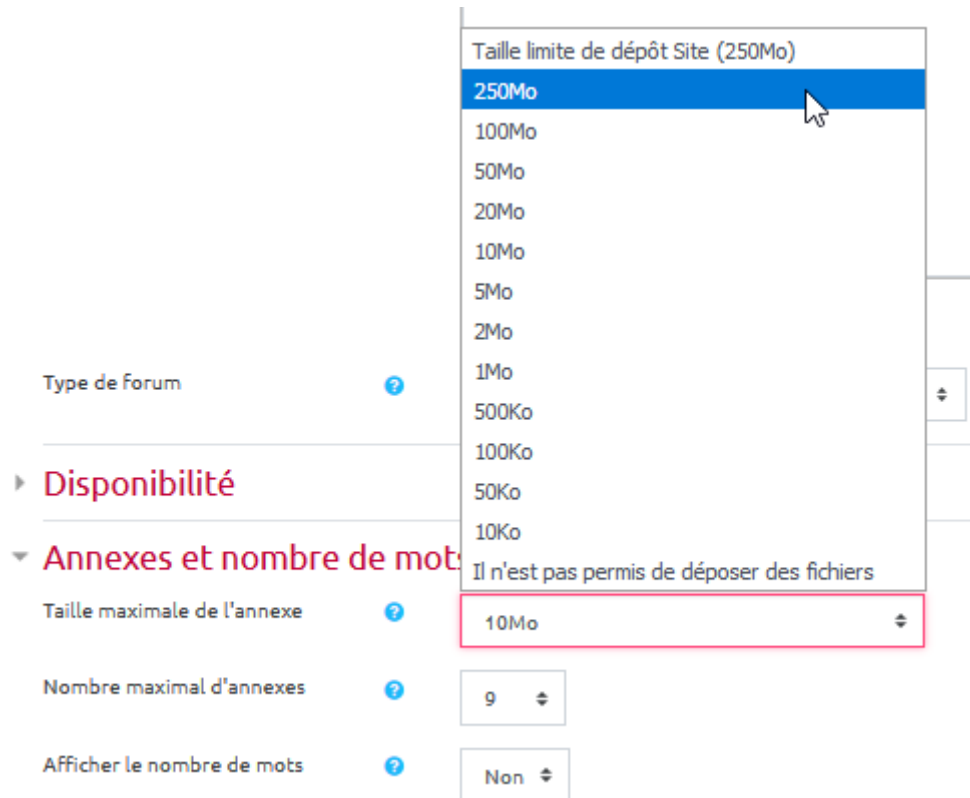 Taille limite de dépôt Site (250Mo)
250Mo
100Mo
50Mo
20Mo
10Mo
5Mo
2Mo
1Mo
500Ko
100Ko
50Ko
10Ko
Il n'est pas permis de déposer des fichiers
Type de forum
Disponibilité
Annexes et nombre de mots
Taille maximale de l'annexe
10Mo
Nombre maximal d'annexes
9
Afficher le nombre de mots
Non